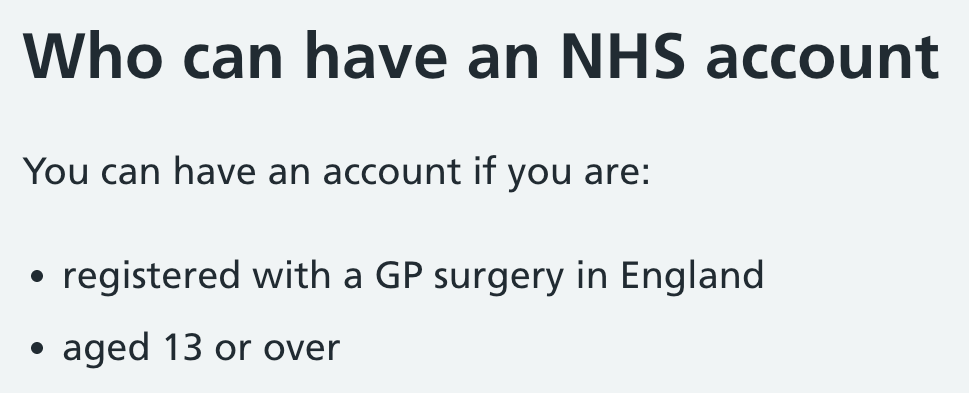 Who can have an NHS account
You can have an account if you are:
• registered with a GP surgery in England
• aged 13 or over